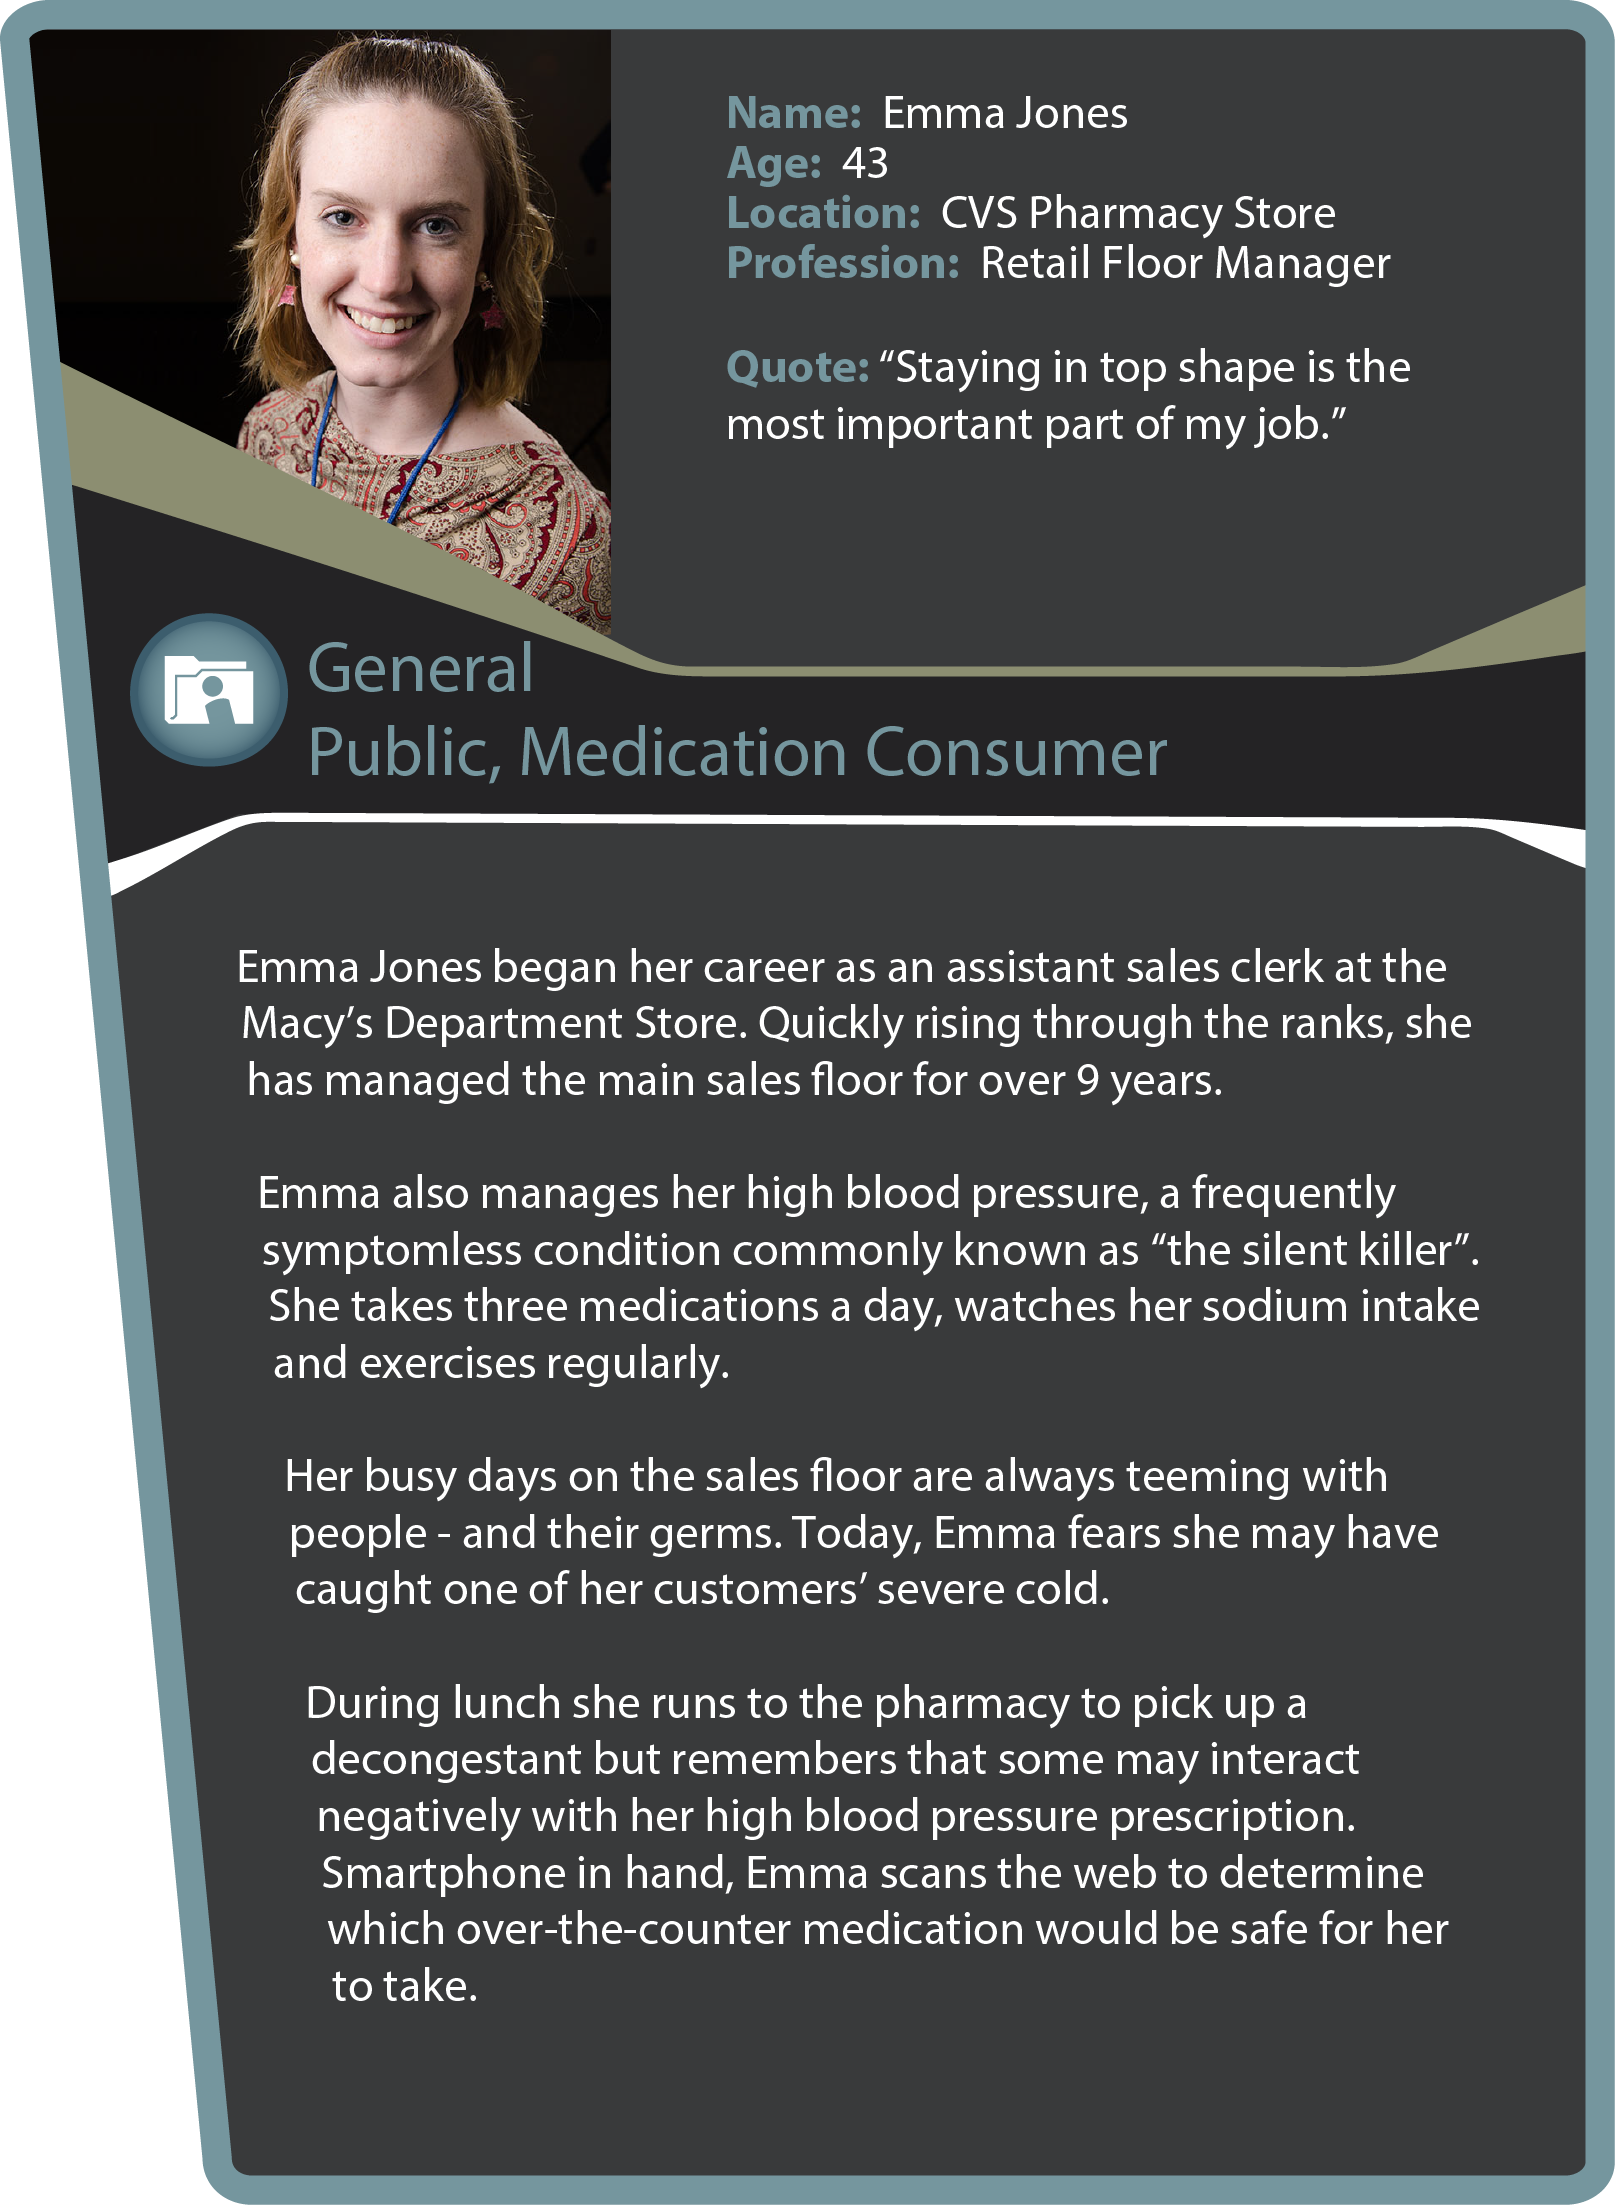 Name: Emma Jones
Age: 43
Location: CVS Pharmacy Store
Profession: Retail Floor Manager
Quote: “Staying in top shape is the
most important part of my job.”
General
Public, Medication Consumer
Emma Jones began her career as an assistant sales clerk at the
Macy’s Department Store. Quickly rising through the ranks, she
has managed the main sales floor for over 9 years.
Emma also manages her high blood pressure, a frequently
symptomless condition commonly known as “the silent killer”.
She takes three medications a day, watches her sodium intake
and exercises regularly.
Her busy days on the sales floor are always teeming with
people - and their germs. Today, Emma fears she may have
caught one of her customers’ severe cold.
During lunch she runs to the pharmacy to pick up a
decongestant but remembers that some may interact
negatively with her high blood pressure prescription.
Smartphone in hand, Emma scans the web to determine
which over-the-counter medication would be safe for her
to take.